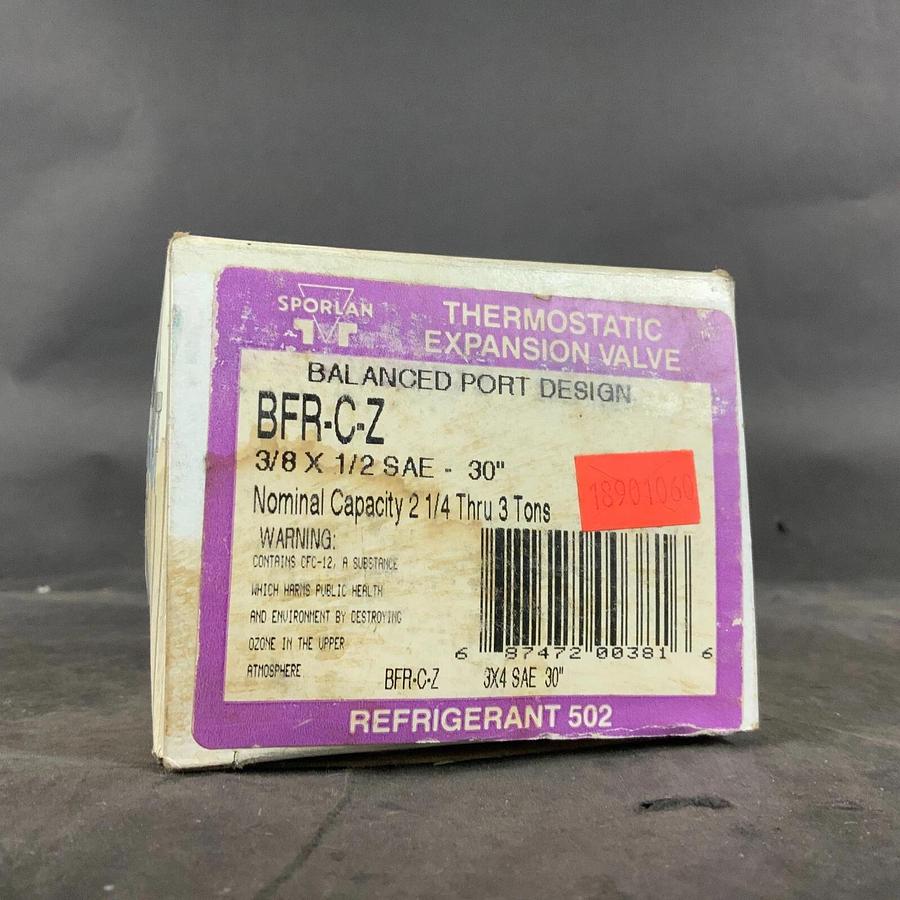 SPORLAN
THERMOSTATIC
EXPANSION VALVE
BALANCED PORT DESIGN
BFR-C-Z
3/8 X 1/2 SAE - 30"
Nominal Capacity 2 1/4 Thru 3 Tons
18901060
WARNING:
CONTAINS CFC-12, A SUBSTANCE
WHICH HARMS PUBLIC HEALTH
AND ENVIRONMENT BY DESTROYING
OZONE IN THE UPPER
ATMOSPHERE
6 87472 00381 6
BFR-C-Z 3X4 SAE 30"
REFRIGERANT 502